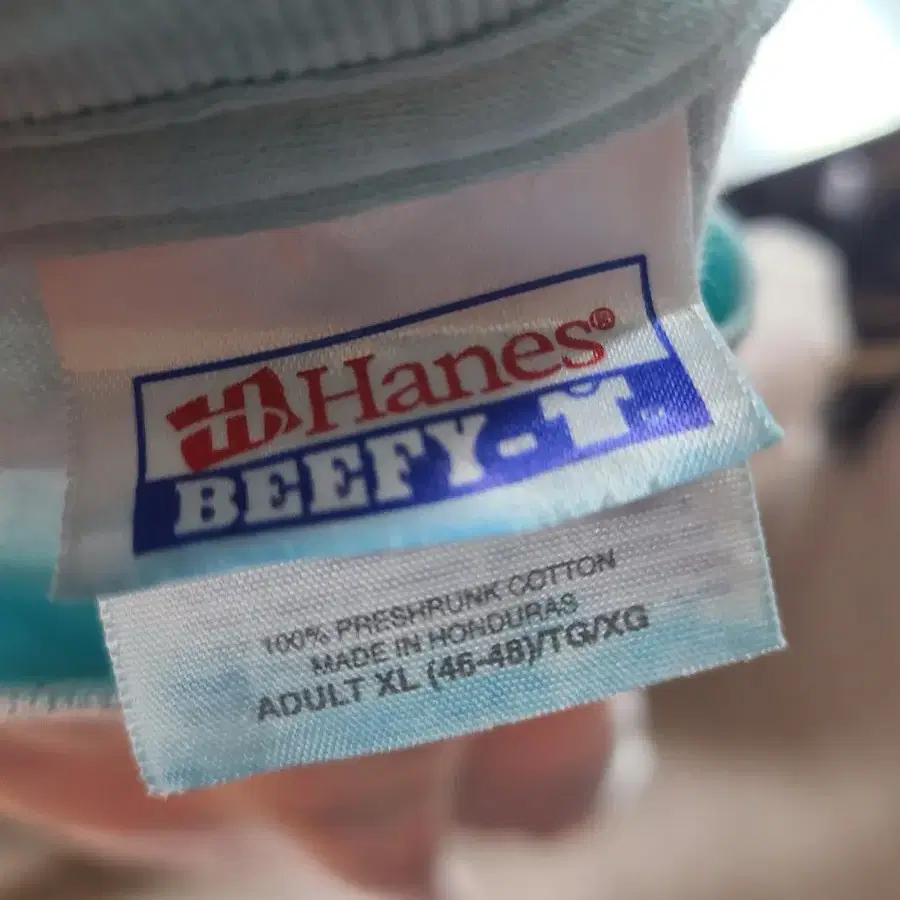 Hanes®
BEEFY-T
100% PRESHRUNK COTTON
MADE IN HONDURAS
ADULT XL (46-48)/TG/XG